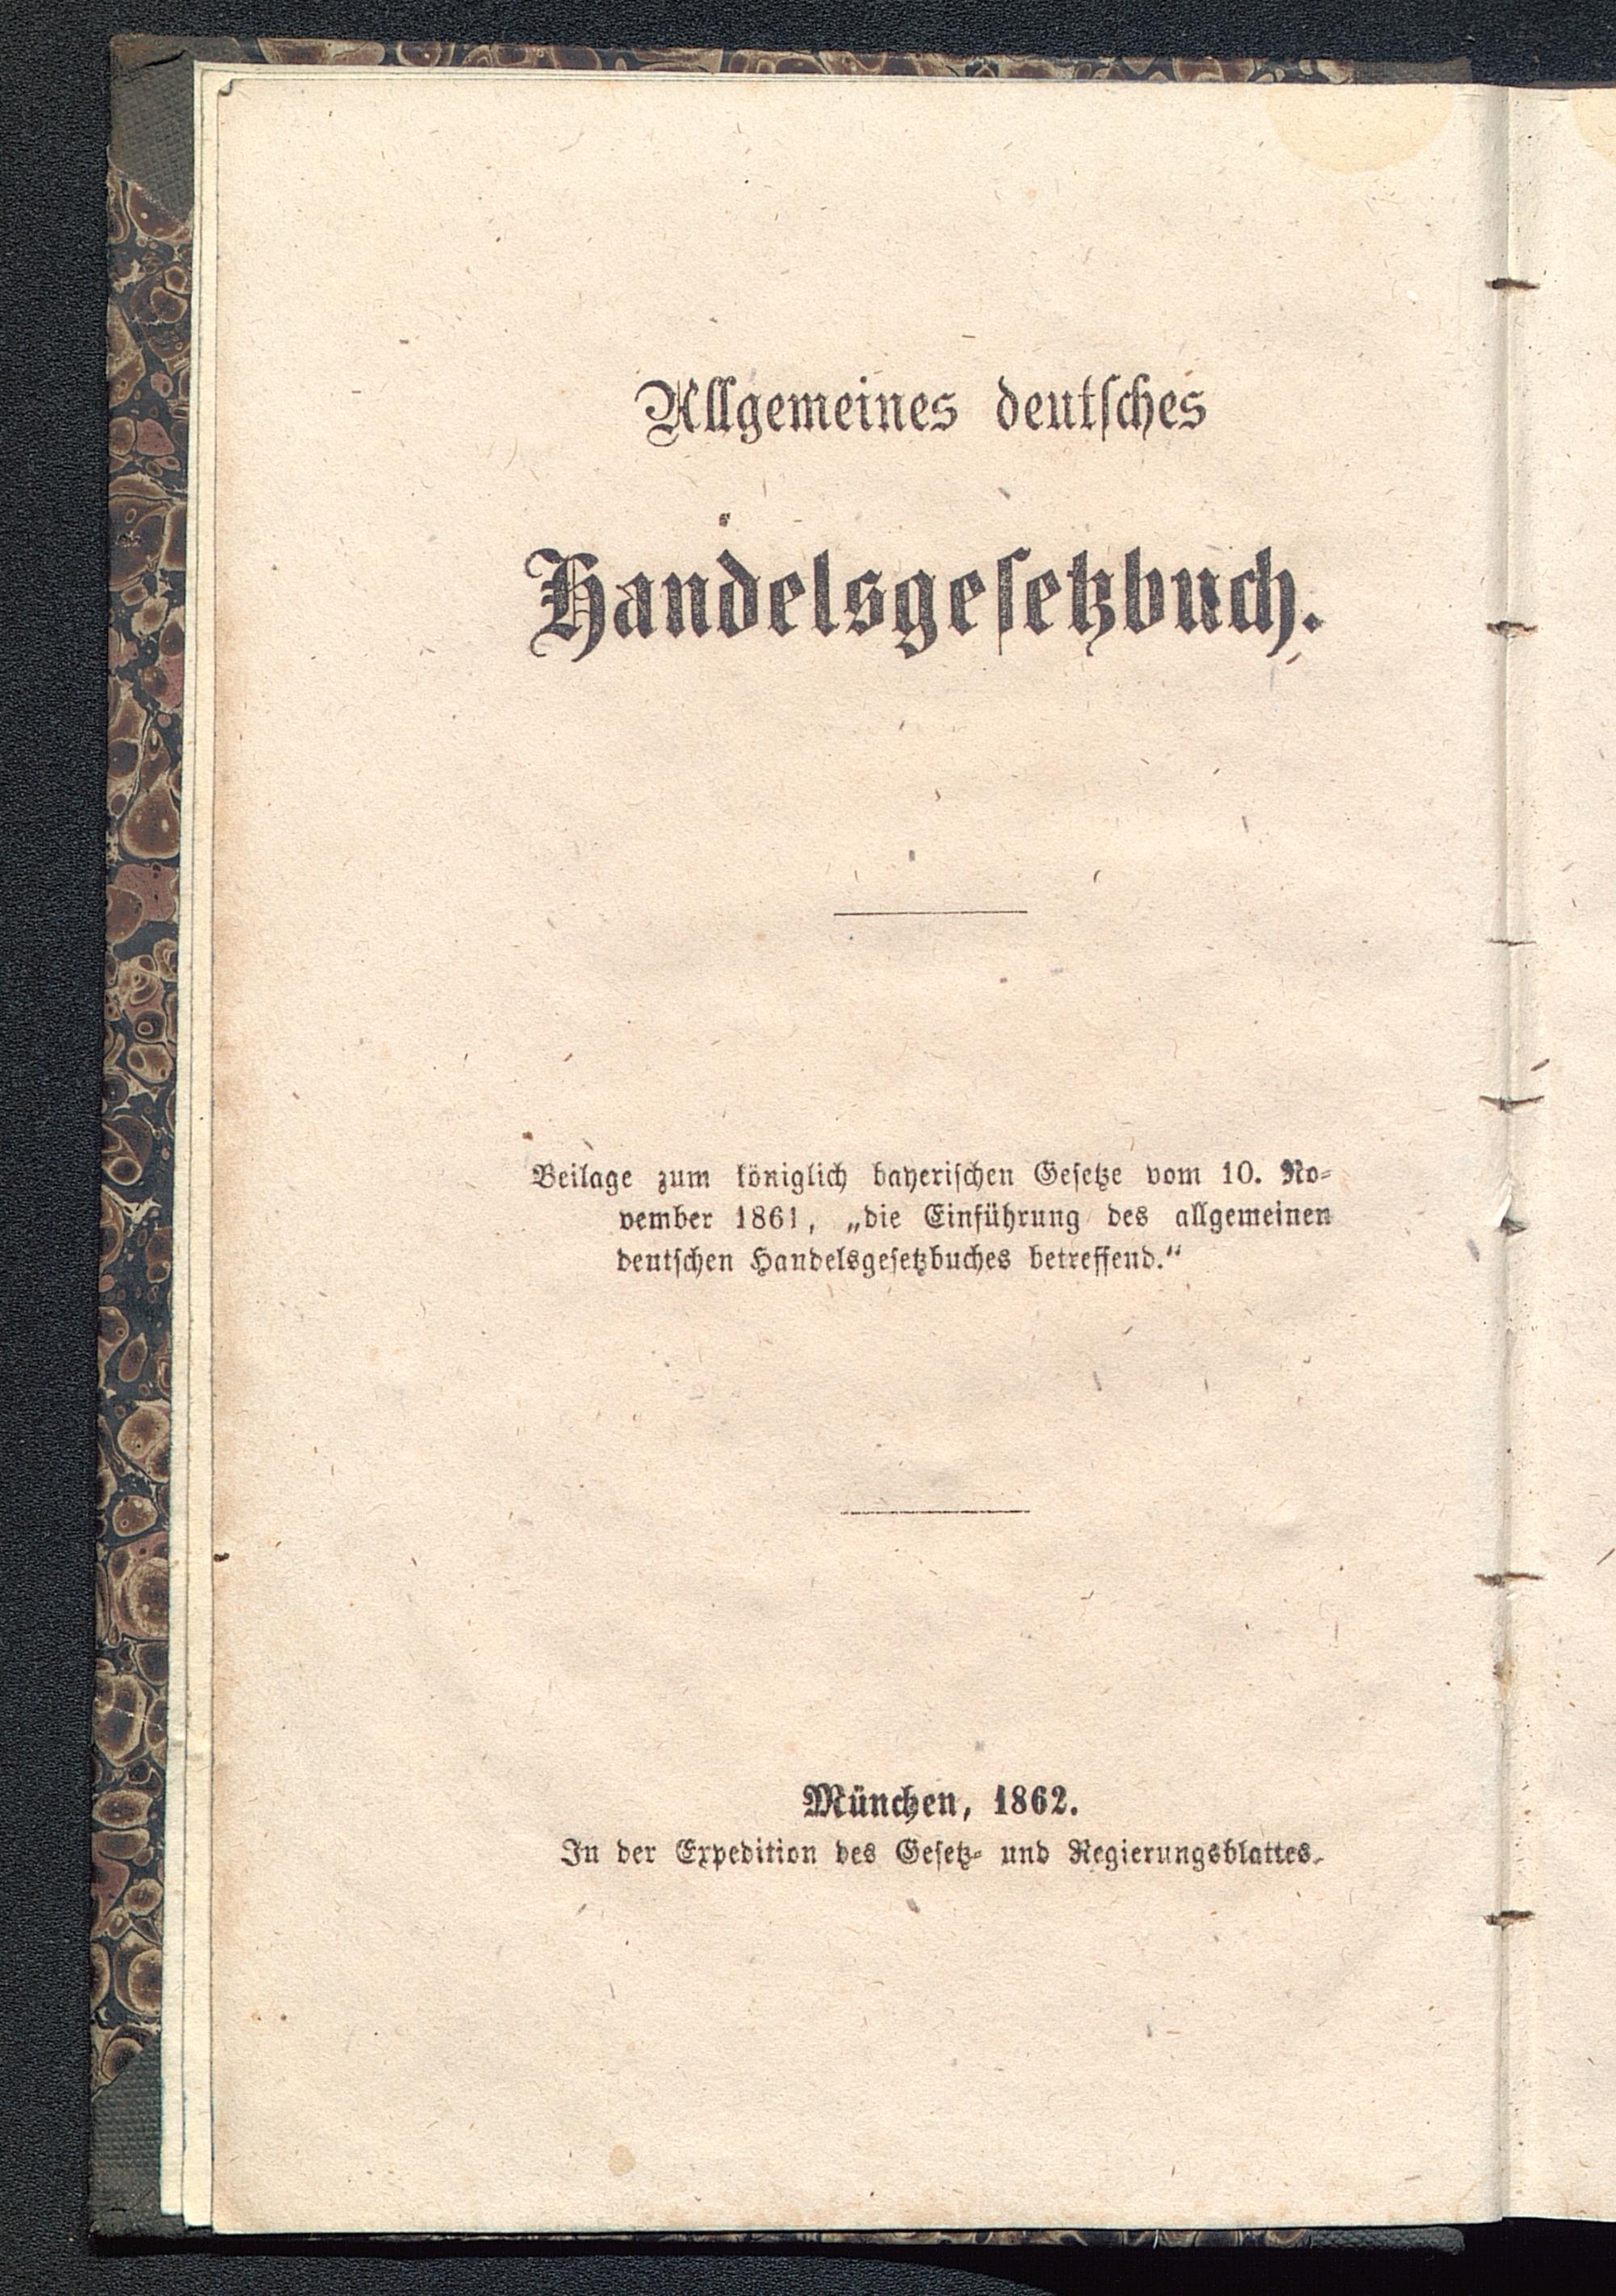 Allgemeines deutsches
Handelsgesetzbuch.
Beilage zum königlich bayerischen Gesetze vom 10. No-
vember 1861, „die Einführung des allgemeinen
deutschen Handelsgesetzbuches betreffend.“
München, 1862.
In der Expedition des Gesetz- und Regierungsblattes.